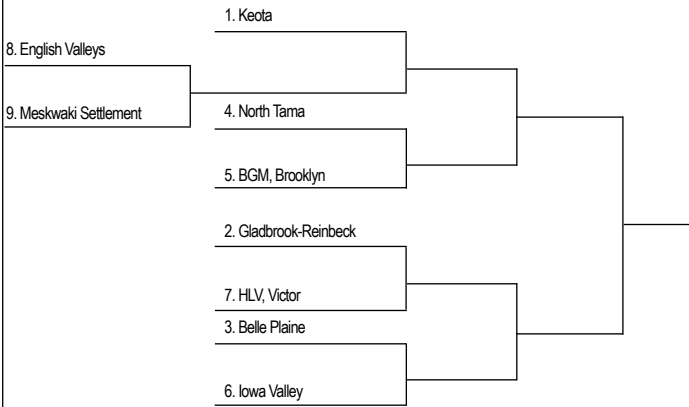 1. Keota
8. English Valleys
9. Meskwaki Settlement
4. North Tama
5. BGM, Brooklyn
2. Gladbrook-Reinbeck
7. HLV, Victor
3. Belle Plaine
6. Iowa Valley